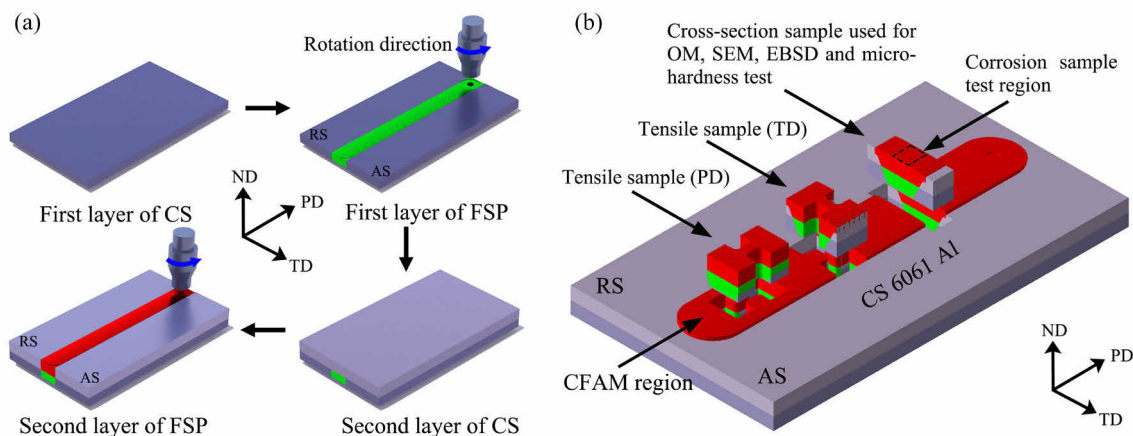 (a)
Rotation direction
RS
AS
First layer of CS
ND
PD
TD
First layer of FSP
RS
AS
Second layer of FSP
Second layer of CS
(b)
Cross-section sample used for
OM, SEM, EBSD and micro-
hardness test
Corrosion sample
test region
Tensile sample (TD)
Tensile sample (PD)
RS
CS 6061 Al
CFAM region
AS
ND
PD
TD